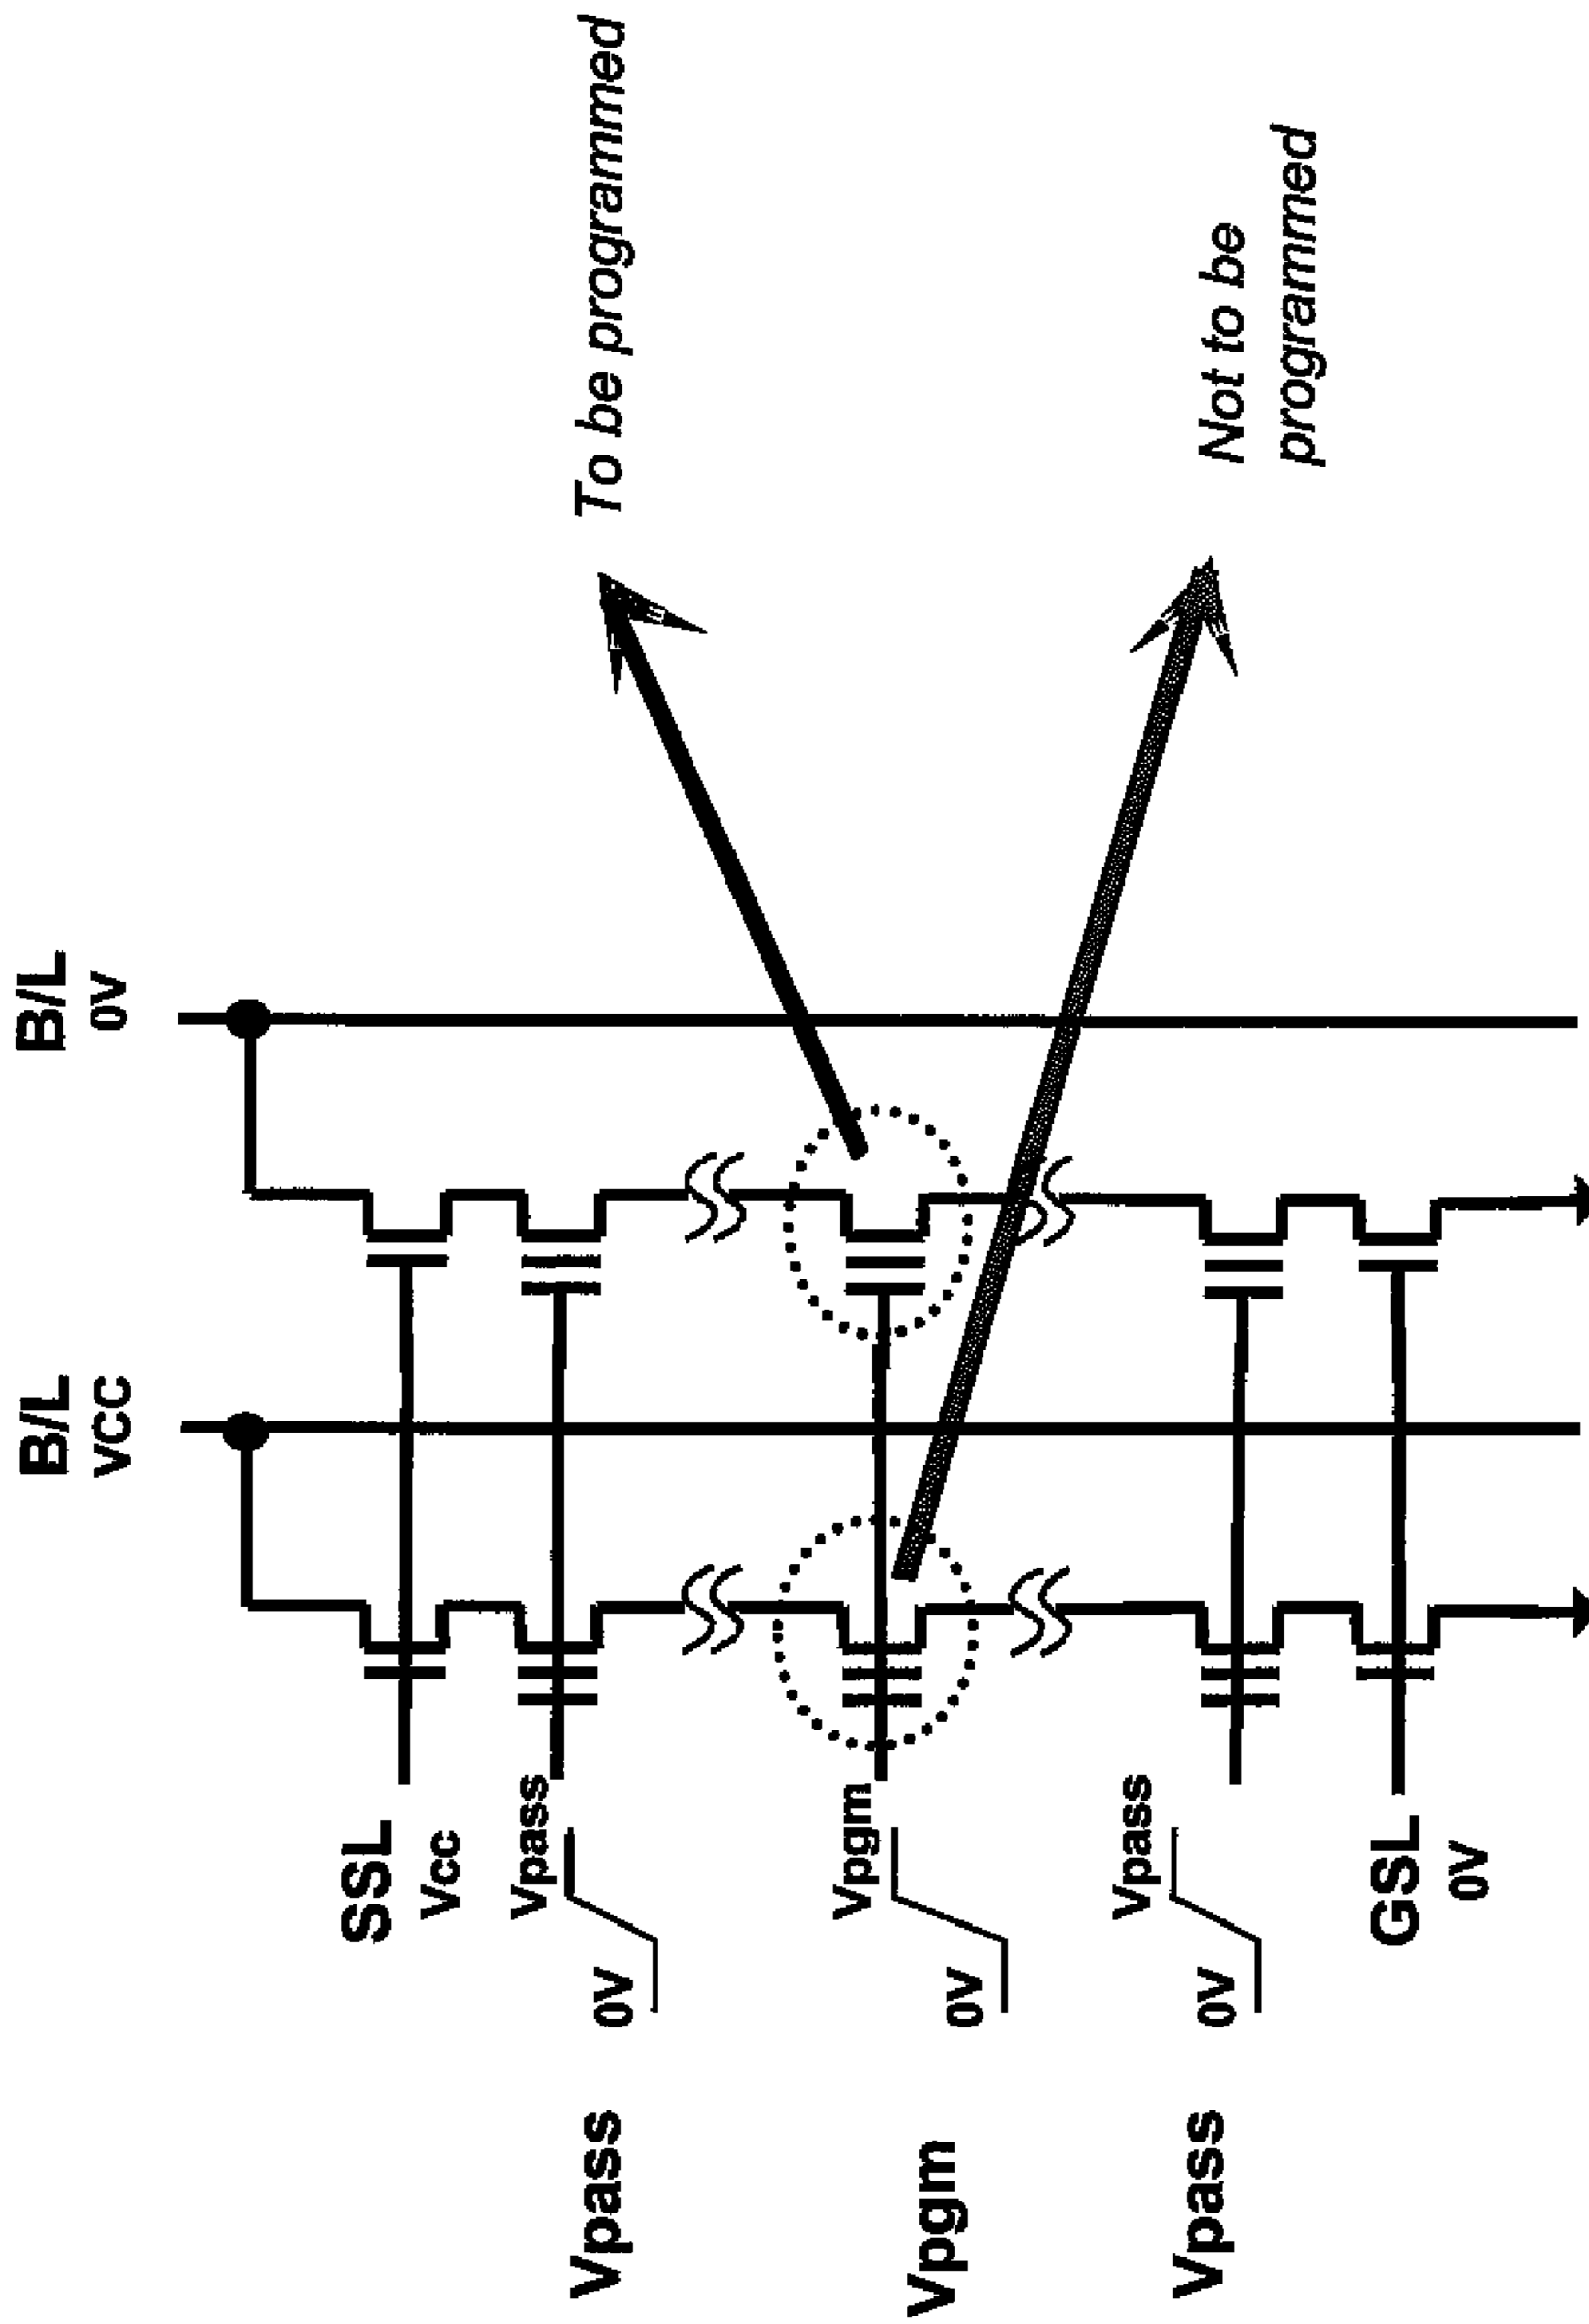 B/L B/L
VCC 0V
SSL
Vcc
Vpass
Vpass 0V
To be programmed
Vpgm
Vpgm 0V
Vpass
Vpass 0V
Not to be
programmed
GSL
0V